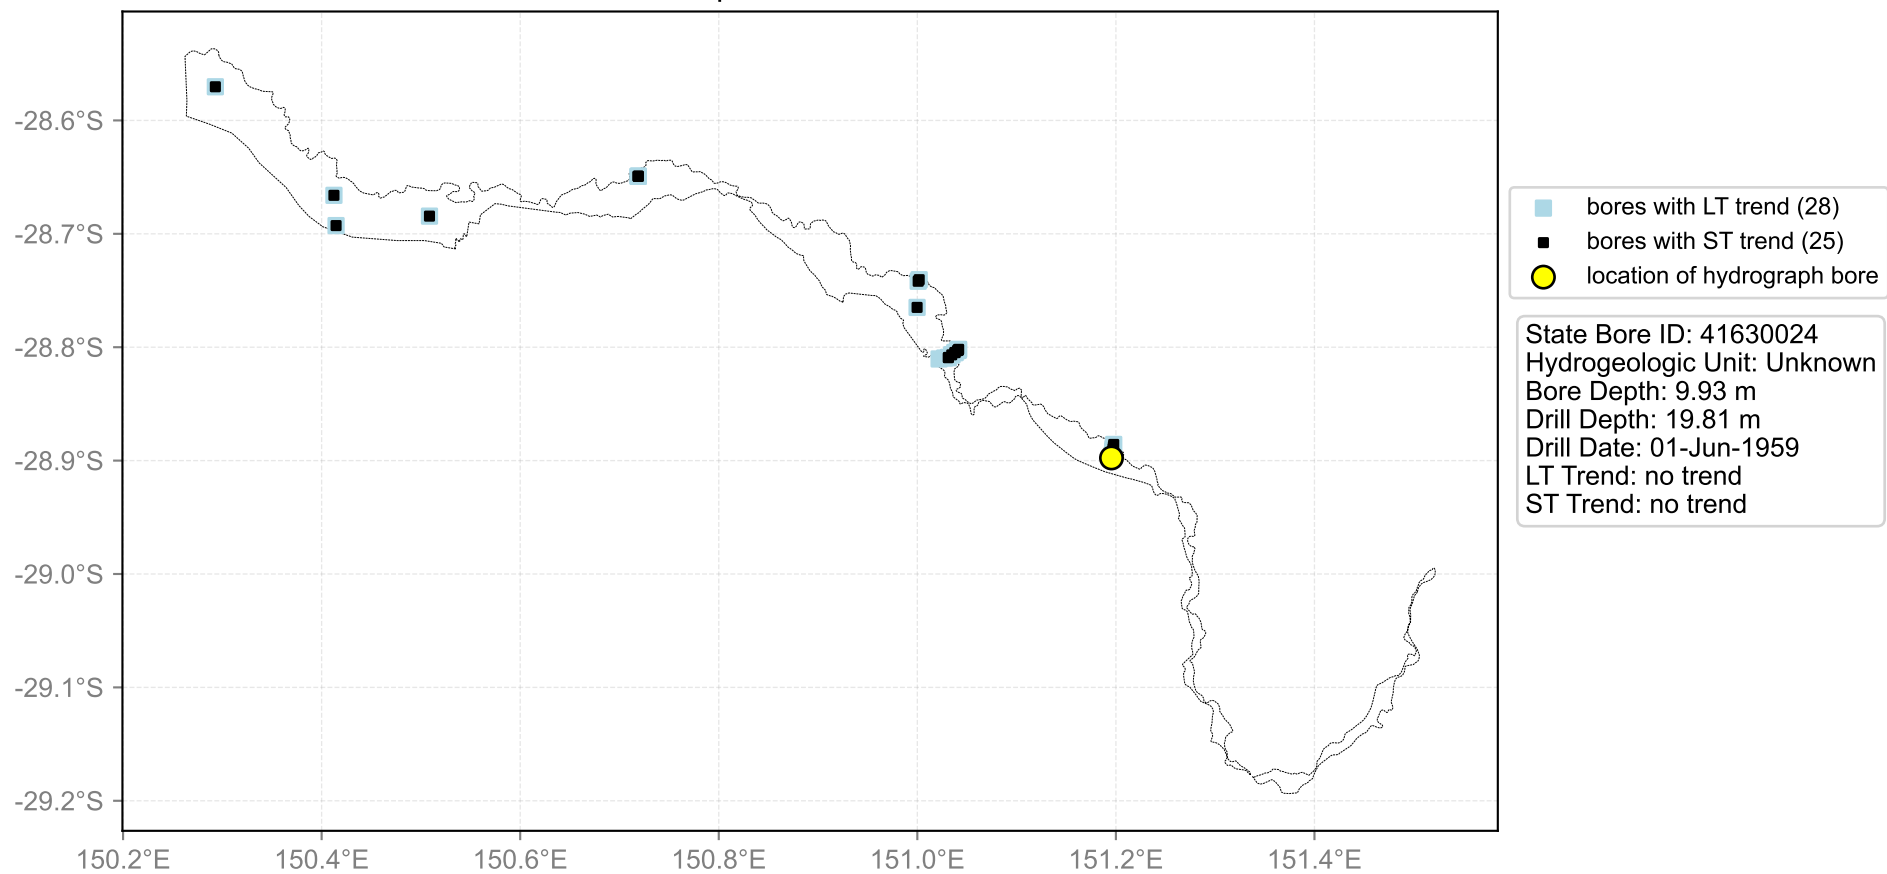 -28.6°S
-28.7°S
-28.8°S
-28.9°S
-29.0°S
-29.1°S
-29.2°S
150.2°E
150.4°E
150.6°E
150.8°E
151.0°E
151.2°E
151.4°E
bores with LT trend (28)
bores with ST trend (25)
location of hydrograph bore
State Bore ID: 41630024
Hydrogeologic Unit: Unknown
Bore Depth: 9.93 m
Drill Depth: 19.81 m
Drill Date: 01-Jun-1959
LT Trend: no trend
ST Trend: no trend